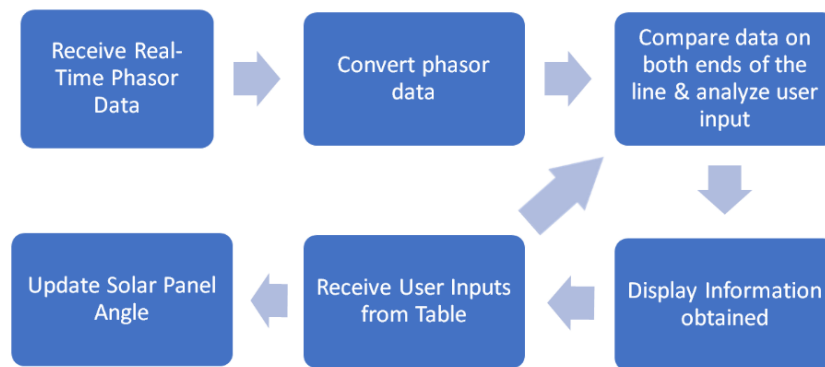 Receive Real-
Time Phasor
Data
Convert phasor
data
Compare data on
both ends of the
line & analyze user
input
Update Solar Panel
Angle
Receive User Inputs
from Table
Display Information
obtained